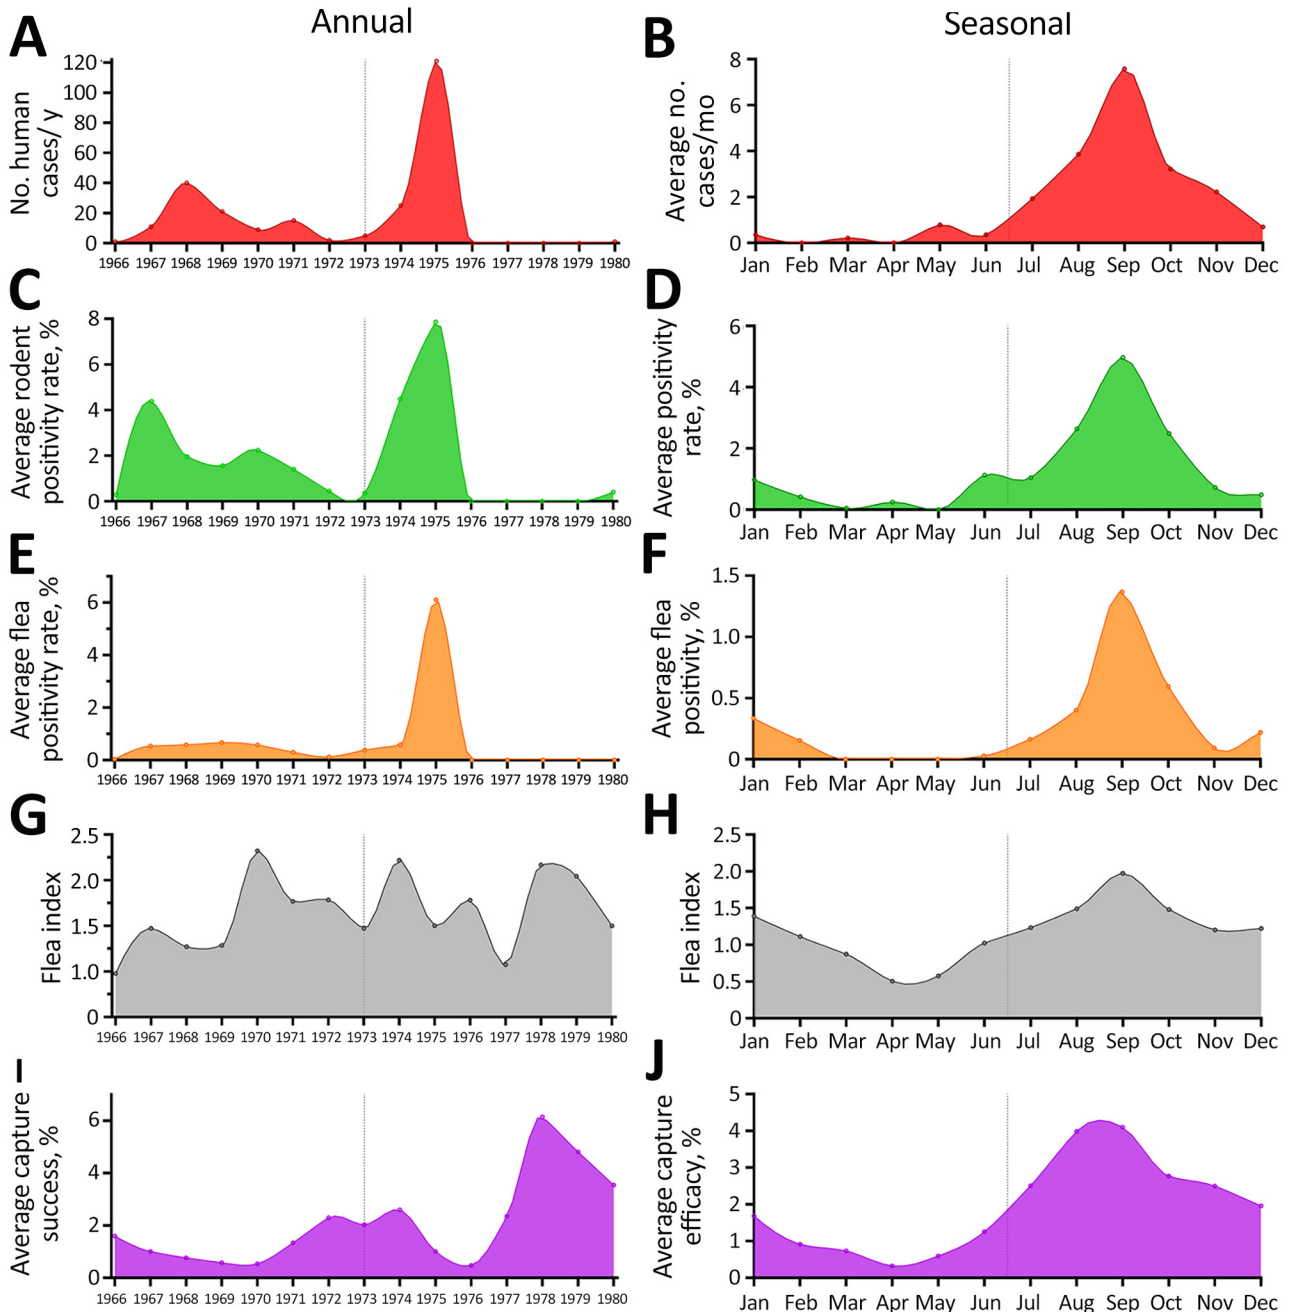 Annual
Seasonal
A
No. human
cases/ y
120
100
80
60
40
20
0
1966 1967 1968 1969 1970 1971 1972 1973 1974 1975 1976 1977 1978 1979 1980
B
Average no.
cases/mo
8
6
4
2
0
Jan Feb Mar Apr May Jun Jul Aug Sep Oct Nov Dec
C
Average rodent
positivity rate, %
8
6
4
2
0
1966 1967 1968 1969 1970 1971 1972 1973 1974 1975 1976 1977 1978 1979 1980
D
Average positivity
rate, %
6
4
2
0
Jan Feb Mar Apr May Jun Jul Aug Sep Oct Nov Dec
E
Average flea
positivity rate, %
6
4
2
0
1966 1967 1968 1969 1970 1971 1972 1973 1974 1975 1976 1977 1978 1979 1980
F
Average flea
positivity, %
1.5
1.0
0.5
0
Jan Feb Mar Apr May Jun Jul Aug Sep Oct Nov Dec
G
Flea index
2.5
2.0
1.5
1.0
0
1966 1967 1968 1969 1970 1971 1972 1973 1974 1975 1976 1977 1978 1979 1980
H
Flea index
2.5
2.0
1.5
1.0
0.5
0
Jan Feb Mar Apr May Jun Jul Aug Sep Oct Nov Dec
I
Average capture
success, %
6
4
2
0
1966 1967 1968 1969 1970 1971 1972 1973 1974 1975 1976 1977 1978 1979 1980
J
Average capture
efficacy, %
5
4
3
2
1
0
Jan Feb Mar Apr May Jun Jul Aug Sep Oct Nov Dec